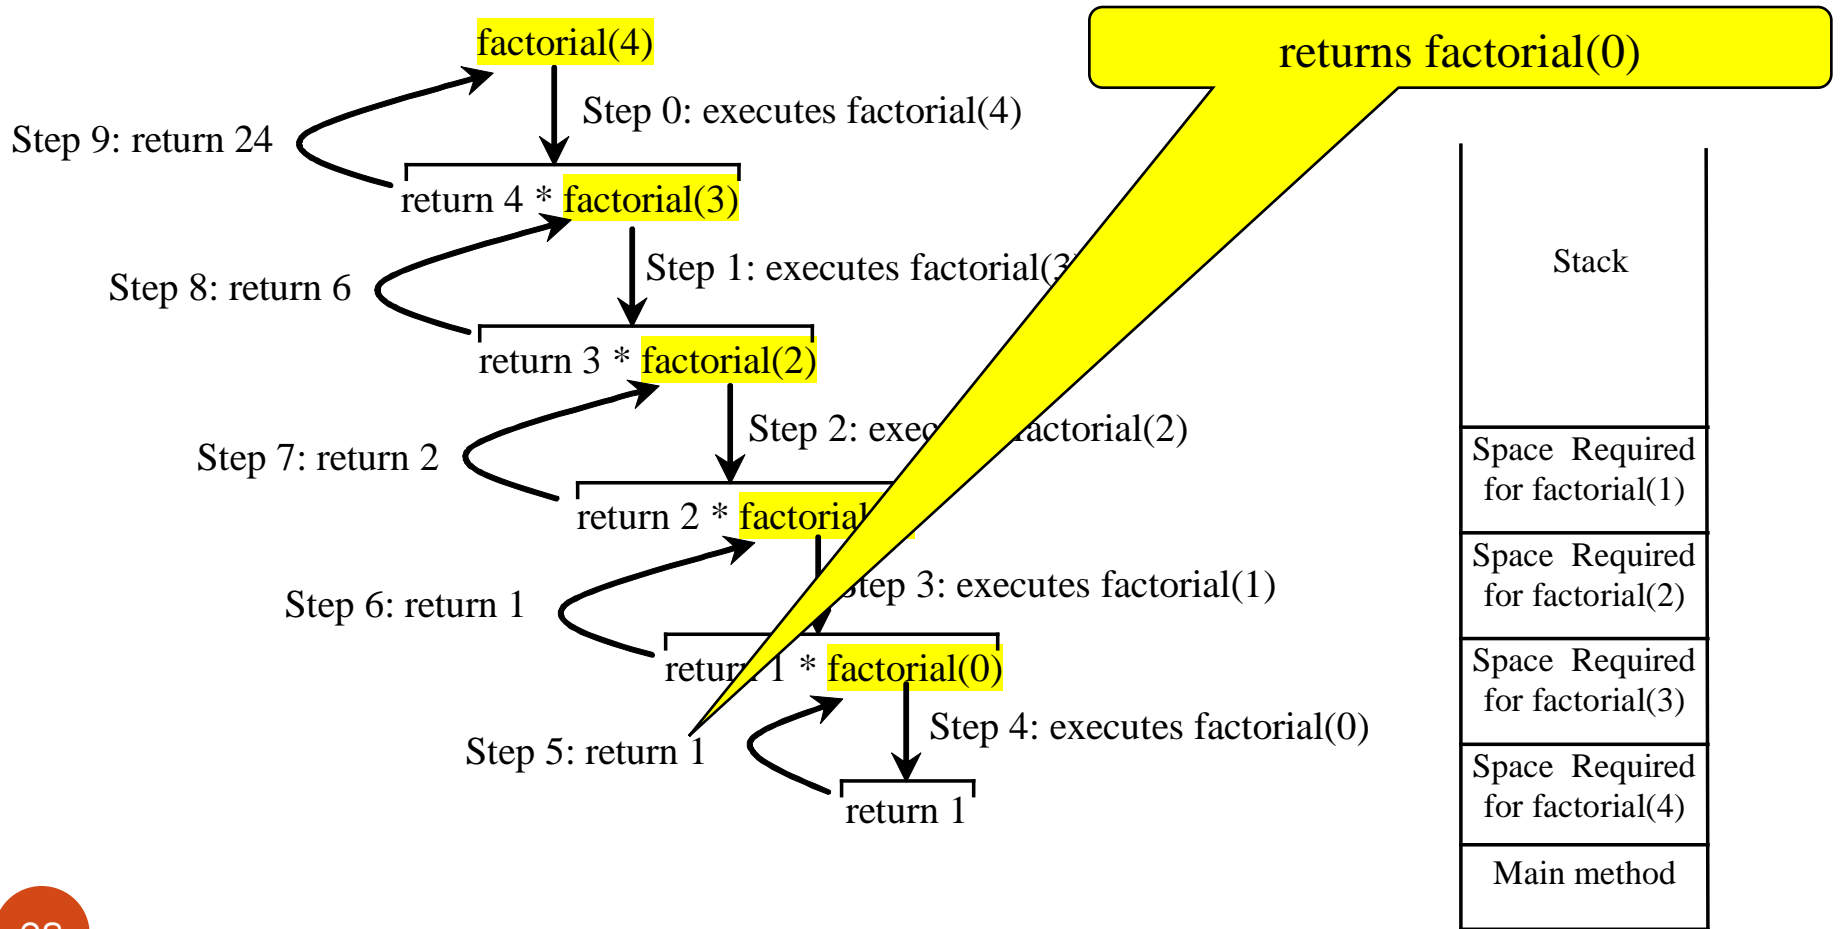 factorial(4)
returns factorial(0)
Step 0: executes factorial(4)
Step 9: return 24
return 4 * factorial(3)
Step 1: executes factorial(3
Stack
Step 8: return 6
return 3 * factorial(2)
Step 2: factorial(2)
Step 7: return 2
Space Required
for factorial(1)
return 2 * factorial
Space Required
for factorial(2)
Step 3: executes factorial(1)
Step 6: return 1
return 1 * factorial(0)
Space Required
for factorial(3)
Step 4: executes factorial(0)
Step 5: return 1
Space Required
for factorial(4)
return 1
Main method